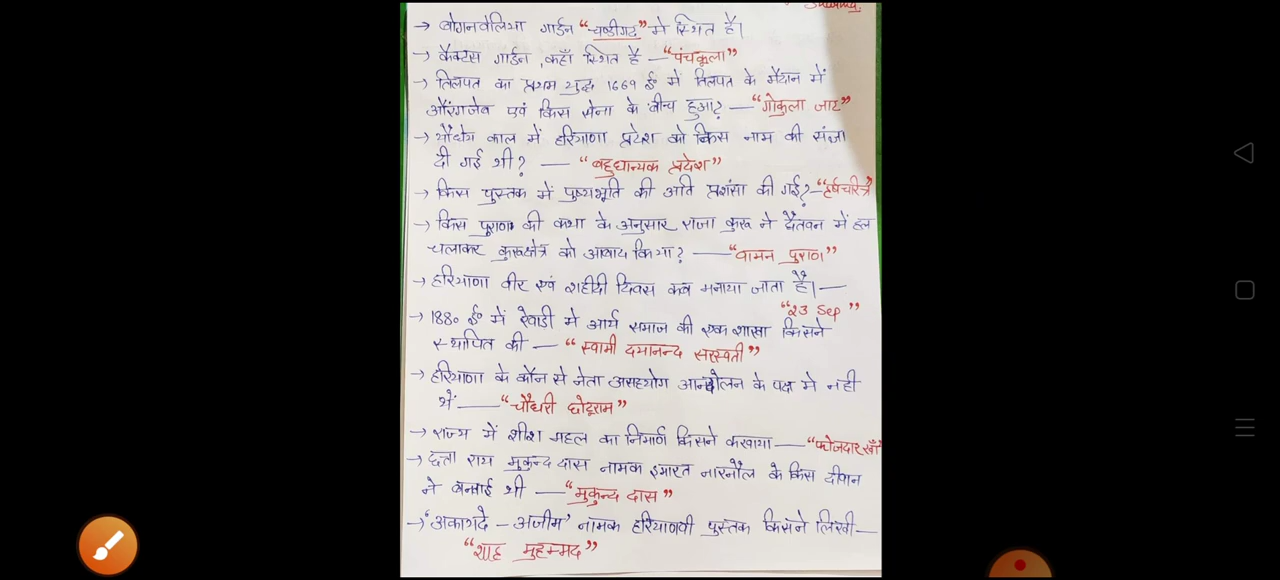 Sharma.
→ बोगनवेलिया गार्डन “चण्डीगढ” मे स्थित है।
→ कैक्टस गार्डन, कहाँ स्थित है — “पंचकूला”
→ तिलपत का प्रथम युद्ध 1669 ई॰ में तिलपत के मैदान में
औरंगजेब एवं किस सेना के बीच हुआ? — “गोकुला जाट”
→ यौधेय काल में हरियाणा प्रदेश को किस नाम की संज्ञा
दी गई थी? — “बहुधान्यक प्रदेश”
→ किस पुस्तक में पुष्यभूति की अति प्रशंसा की गई? — “हर्षचरित्र”
→ किस पुराण की कथा के अनुसार राजा कुरू ने द्वैतवन में हल
चलाकर कुरूक्षेत्र को आबाद किया? — “वामन पुराण”
→ हरियाणा वीर एवं शहीदी दिवस कब मनाया जाता है। —
“23 Sep”
→ 1880 ई॰ में रेवाडी मे आर्य समाज की एक शाखा किसने
स्थापित की — “स्वामी दयानन्द सरस्वती”
→ हरियाणा के कौन से नेता असहयोग आन्दोलन के पक्ष मे नही
थे — “चौधरी छोटूराम”
→ राज्य में शीश महल का निर्माण किसने करवाया — “फौजदार खाँ”
→ छता राय मुकन्द दास नामक इमारत नारनौल के किस दीवान
ने बनवाई थी — “मुकुन्द दास”
→ ‘अकायदे – अजीम’ नामक हरियाणवी पुस्तक किसने लिखी —
“शाह मुहम्मद”